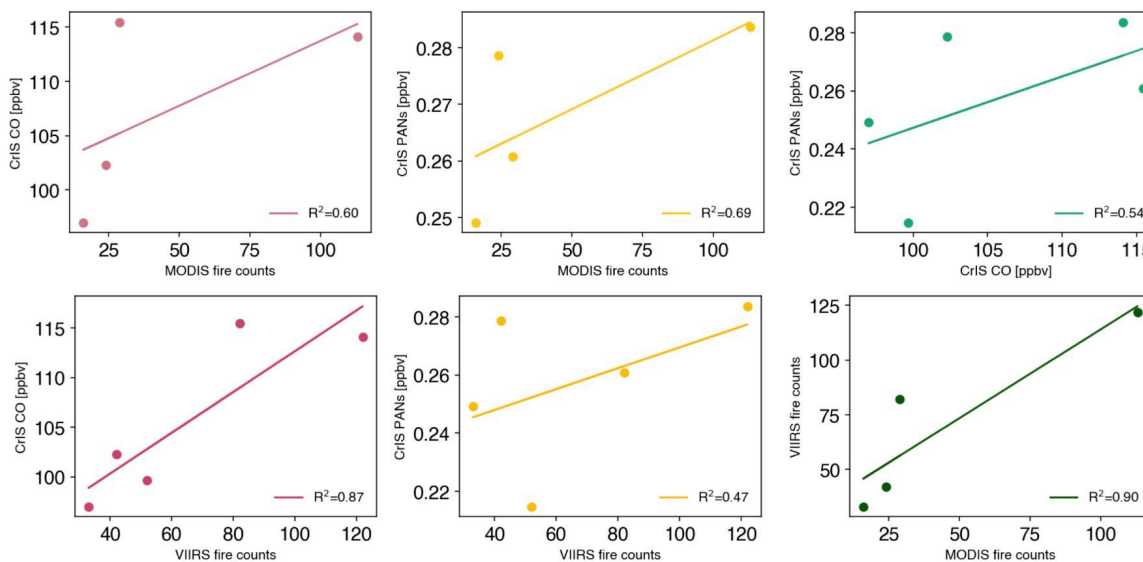 CrIS CO [ppbv]
115
110
105
100
25
50
75
100
MODIS fire counts
R²=0.60
CrIS PANs [ppbv]
0.28
0.27
0.26
0.25
25
50
75
100
MODIS fire counts
R²=0.69
CrIS PANs [ppbv]
0.28
0.26
0.24
0.22
100
105
110
115
CrIS CO [ppbv]
R²=0.54
CrIS CO [ppbv]
115
110
105
100
40
60
80
100
120
VIIRS fire counts
R²=0.87
CrIS PANs [ppbv]
0.28
0.26
0.24
0.22
40
60
80
100
120
VIIRS fire counts
R²=0.47
VIIRS fire counts
125
100
75
50
25
50
75
100
MODIS fire counts
R²=0.90